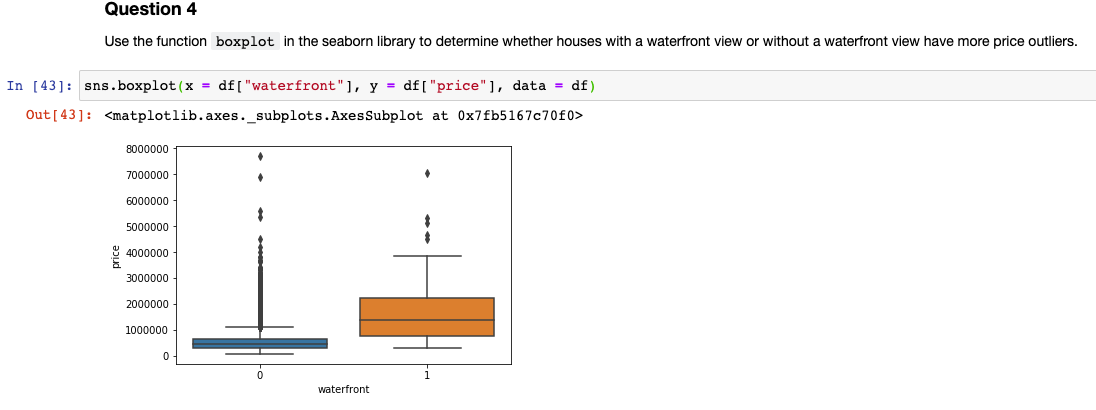 Question 4
Use the function boxplot in the seaborn library to determine whether houses with a waterfront view or without a waterfront view have more price outliers.
In [43]: sns.boxplot(x = df["waterfront"], y = df["price"], data = df)
Out[43]: <matplotlib.axes._subplots.AxesSubplot at 0x7fb5167c70f0>
8000000
7000000
6000000
5000000
4000000
3000000
2000000
1000000
0
price
0 1
waterfront